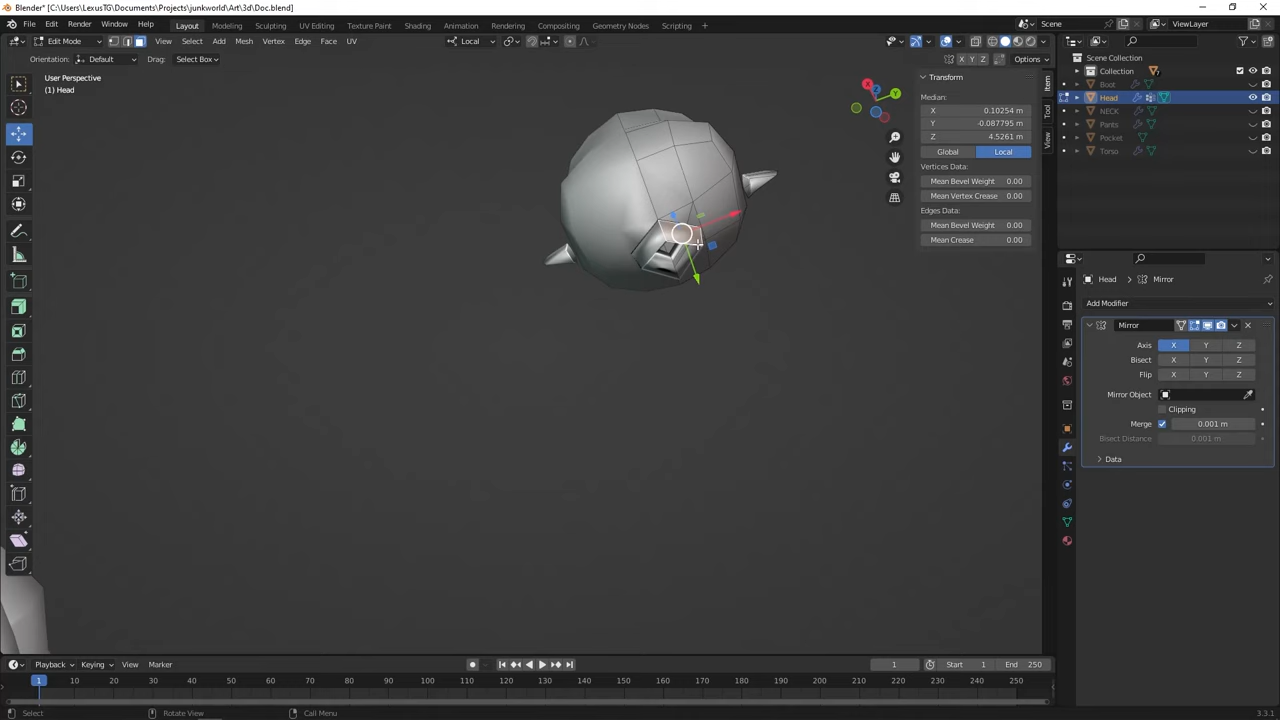 Blender* [C:\Users\LexusTG\Documents\Projects\junkworld\Art\3d\Doc.blend]
File Edit Render Window Help Layout Modeling Sculpting UV Editing Texture Paint Shading Animation Rendering Compositing Geometry Nodes Scripting Scene ViewLayer
Edit Mode View Select Add Mesh Vertex Edge Face UV Local
Orientation: Default Drag: Select Box X Y Z Options
User Perspective
(1) Head
Transform
Median:
X 0.10254 m
Y -0.087795 m
Z 4.5261 m
Global Local
Vertices Data:
Mean Bevel Weight 0.00
Mean Vertex Crease 0.00
Edges Data:
Mean Bevel Weight 0.00
Mean Crease 0.00
Item
Tool
View
X
Y
Z
Scene Collection
Collection
Boot
Head
NECK
Pants
Pocket
Torso
Head > Mirror
Add Modifier
Mirror
Axis X Y Z
Bisect X Y Z
Flip X Y Z
Mirror Object
Clipping
Merge 0.001 m
Bisect Distance 0.001 m
Data
Playback Keying View Marker 1 Start 1 End 250
1 10 20 30 40 50 60 70 80 90 100 110 120 130 140 150 160 170 180 190 200 210 220 230 240 250
Select Rotate View Call Menu 3.3.1